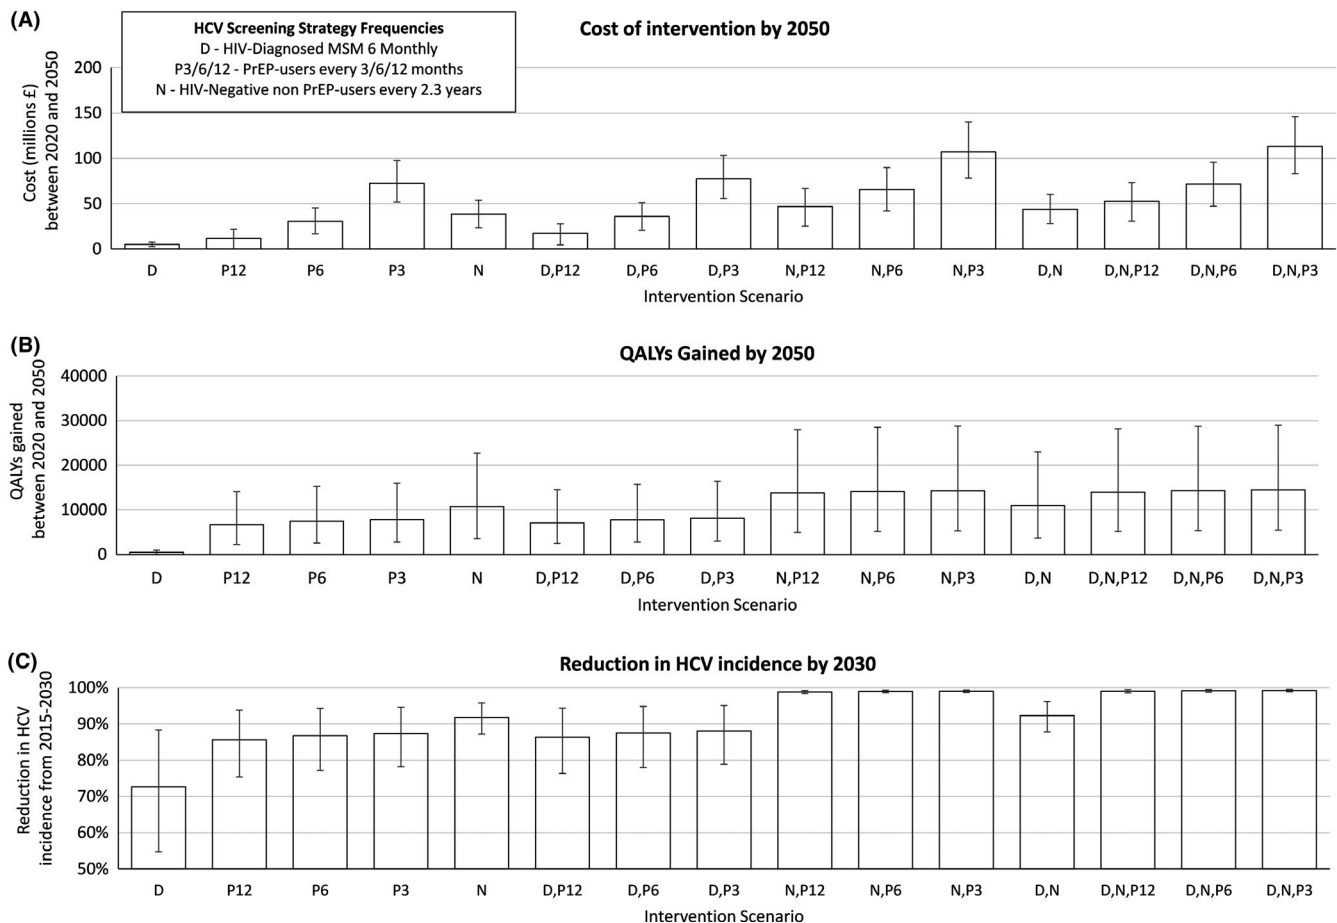 (A)
Cost of intervention by 2050
HCV Screening Strategy Frequencies
D - HIV-Diagnosed MSM 6 Monthly
P3/6/12 - PrEP-users every 3/6/12 months
N - HIV-Negative non PrEP-users every 2.3 years
Cost (millions £)
between 2020 and 2050
200
150
100
50
0
D P12 P6 P3 N D,P12 D,P6 D,P3 N,P12 N,P6 N,P3 D,N D,N,P12 D,N,P6 D,N,P3
Intervention Scenario
(B)
QALYs Gained by 2050
QALYs gained
between 2020 and 2050
40000
30000
20000
10000
0
D P12 P6 P3 N D,P12 D,P6 D,P3 N,P12 N,P6 N,P3 D,N D,N,P12 D,N,P6 D,N,P3
Intervention Scenario
(C)
Reduction in HCV incidence by 2030
Reduction in HCV
incidence from 2015-2030
100%
90%
80%
70%
60%
50%
D P12 P6 P3 N D,P12 D,P6 D,P3 N,P12 N,P6 N,P3 D,N D,N,P12 D,N,P6 D,N,P3
Intervention Scenario